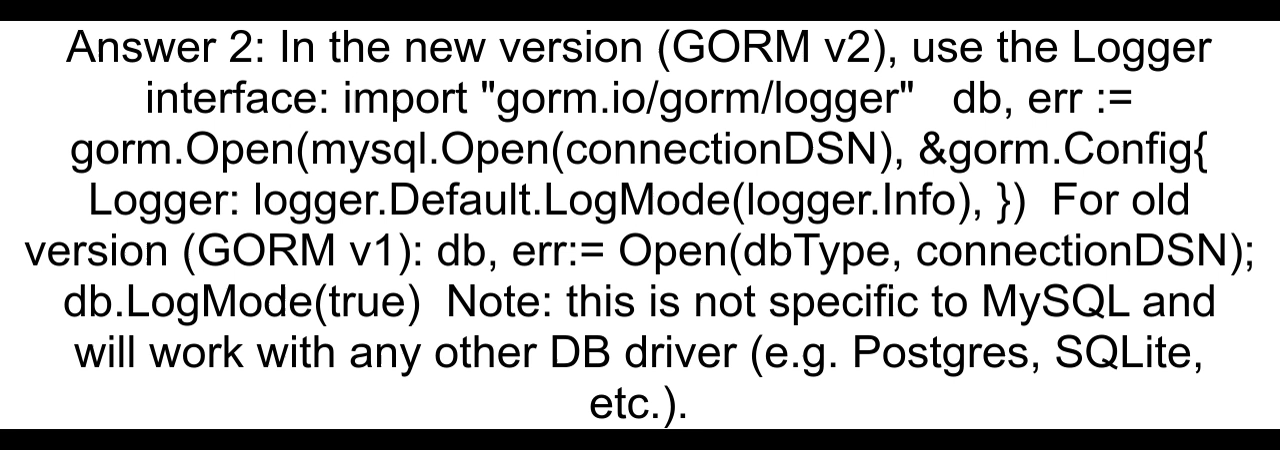 Answer 2: In the new version (GORM v2), use the Logger
interface: import "gorm.io/gorm/logger"   db, err :=
gorm.Open(mysql.Open(connectionDSN), &gorm.Config{
Logger: logger.Default.LogMode(logger.Info), })  For old
version (GORM v1): db, err:= Open(dbType, connectionDSN);
db.LogMode(true)  Note: this is not specific to MySQL and
will work with any other DB driver (e.g. Postgres, SQLite,
etc.).